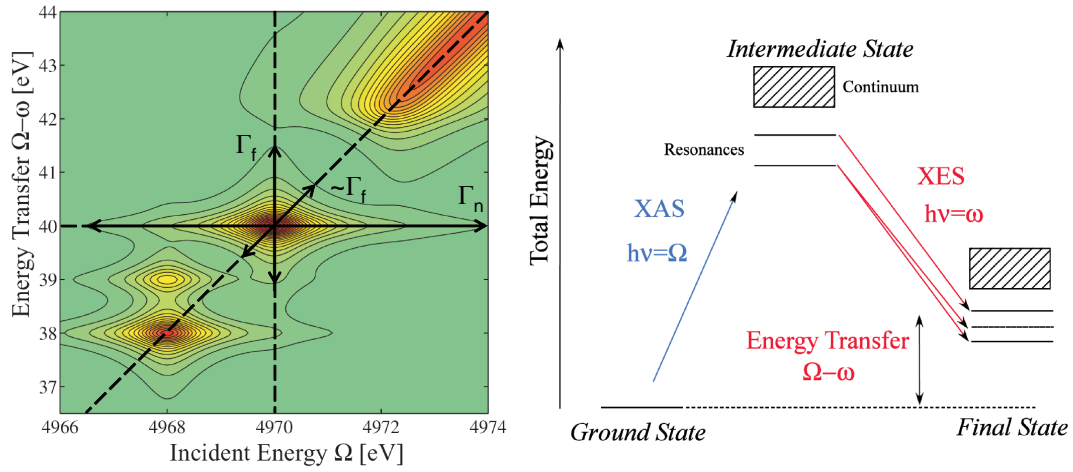 44
43
42
41
40
39
38
37
Energy Transfer Ω−ω [eV]
Γf
~Γf
Γn
4966
4968
4970
4972
4974
Incident Energy Ω [eV]
Total Energy
Intermediate State
Continuum
Resonances
XAS
hν=Ω
XES
hν=ω
Energy Transfer
Ω−ω
Ground State
Final State